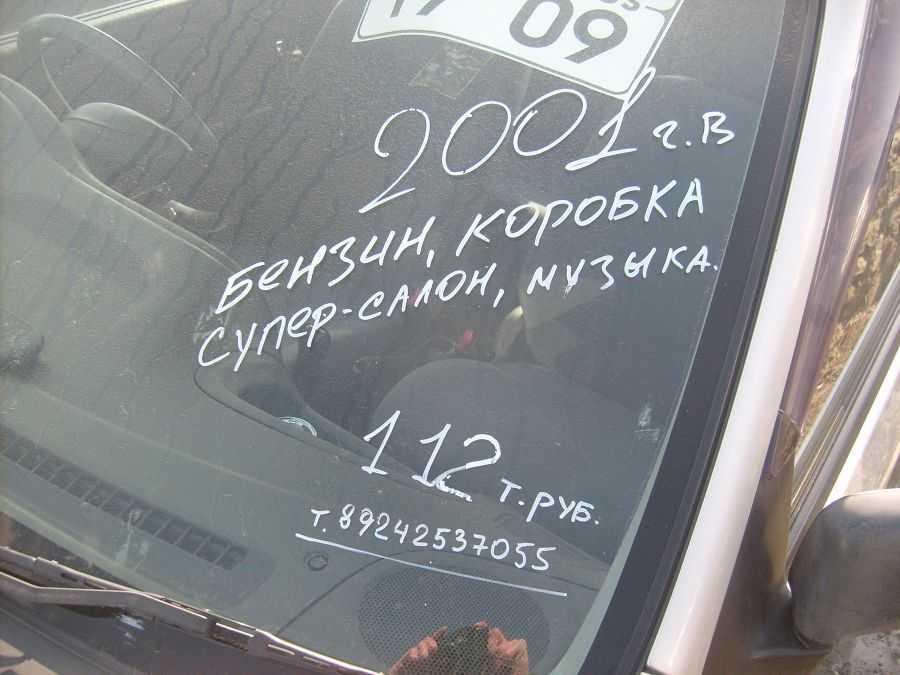 09
2001 г.в
Бензин, коробка
супер-салон, музыка.
112 т.руб.
т.89242537055